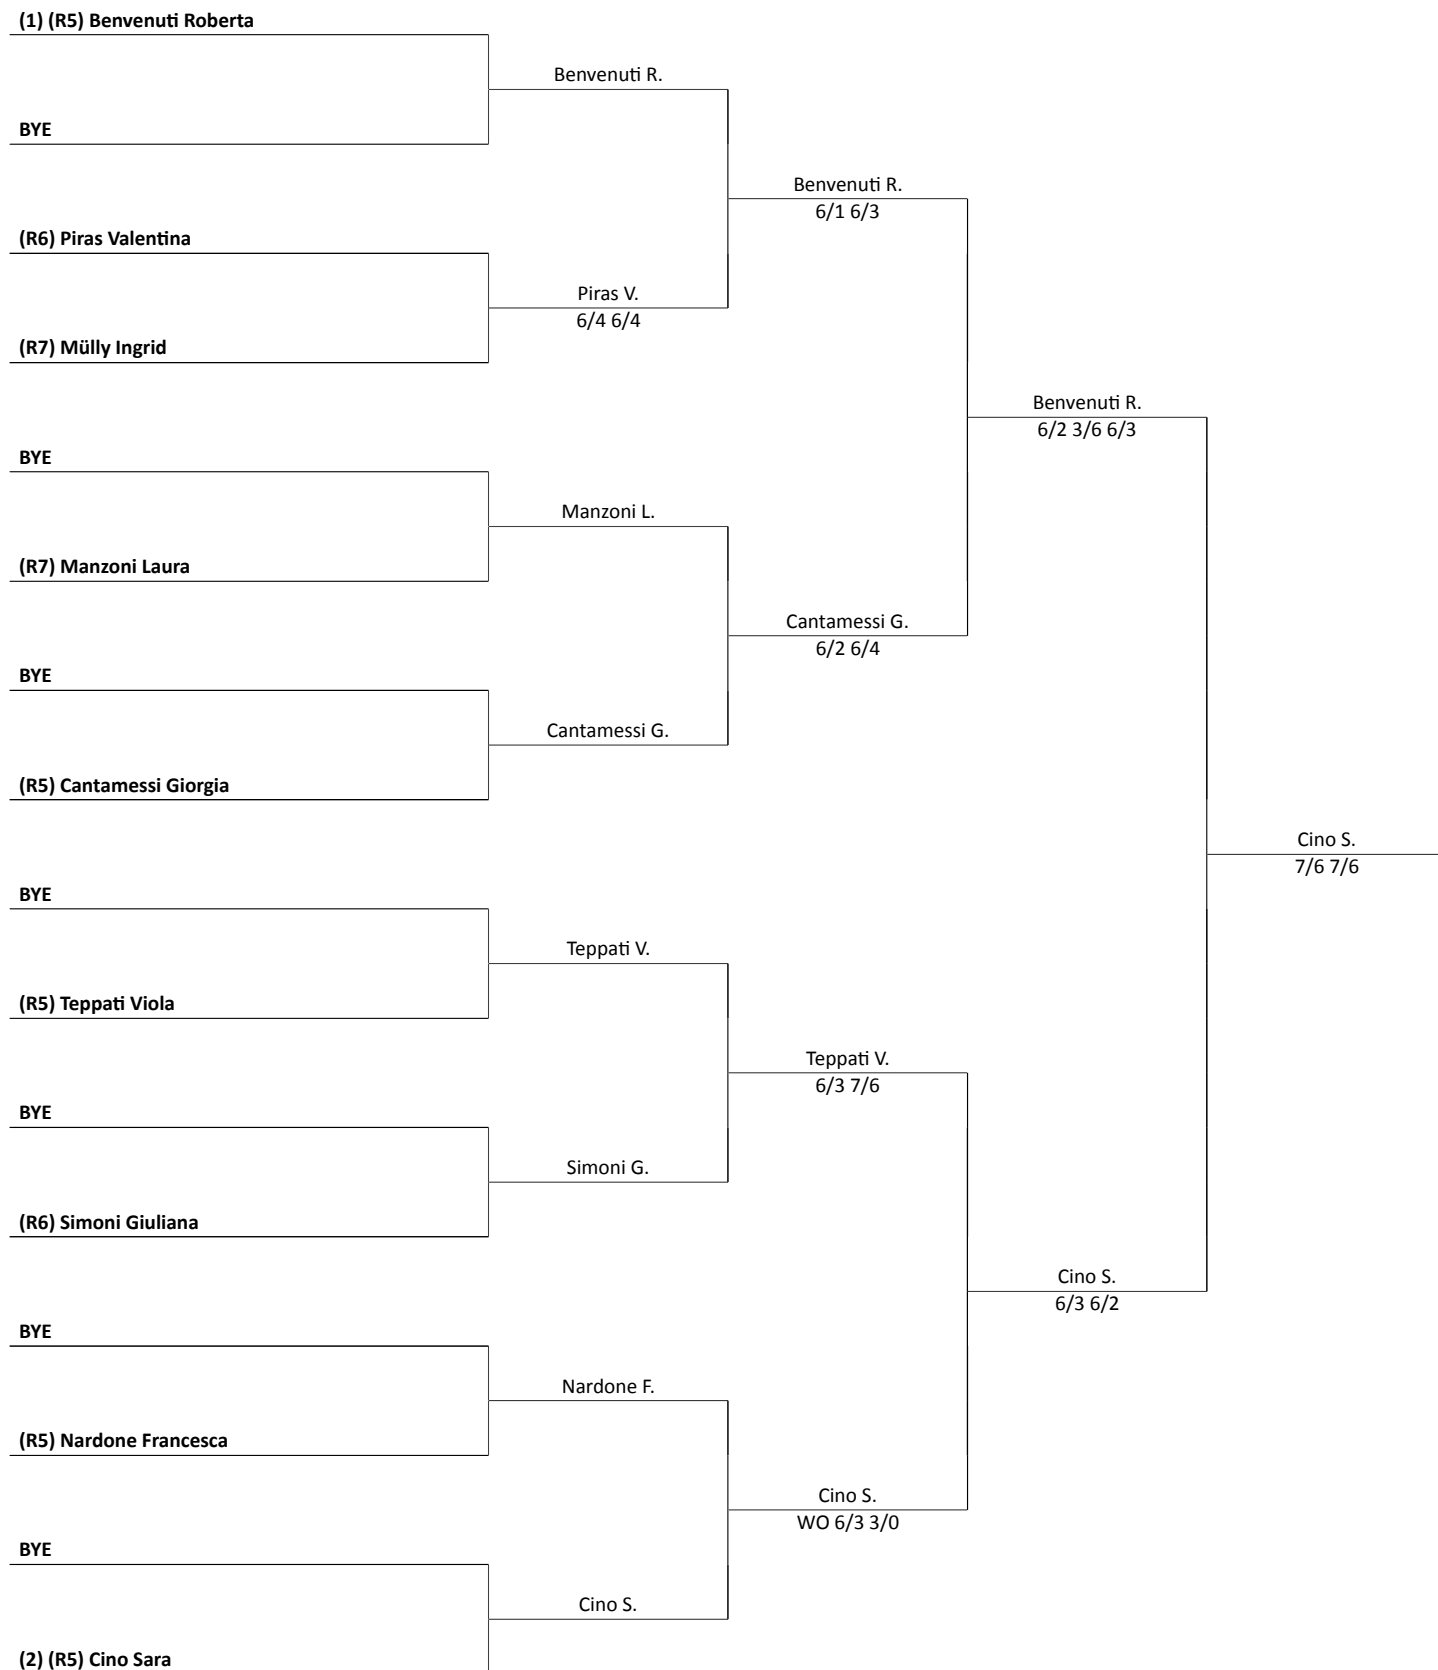 (1) (R5) Benvenuti Roberta
Benvenuti R.
BYE
Benvenuti R.
6/1 6/3
(R6) Piras Valentina
Piras V.
6/4 6/4
(R7) Mülly Ingrid
Benvenuti R.
6/2 3/6 6/3
BYE
Manzoni L.
(R7) Manzoni Laura
Cantamessi G.
6/2 6/4
BYE
Cantamessi G.
(R5) Cantamessi Giorgia
Cino S.
7/6 7/6
BYE
Teppati V.
(R5) Teppati Viola
Teppati V.
6/3 7/6
BYE
Simoni G.
(R6) Simoni Giuliana
Cino S.
6/3 6/2
BYE
Nardone F.
(R5) Nardone Francesca
Cino S.
WO 6/3 3/0
BYE
Cino S.
(2) (R5) Cino Sara